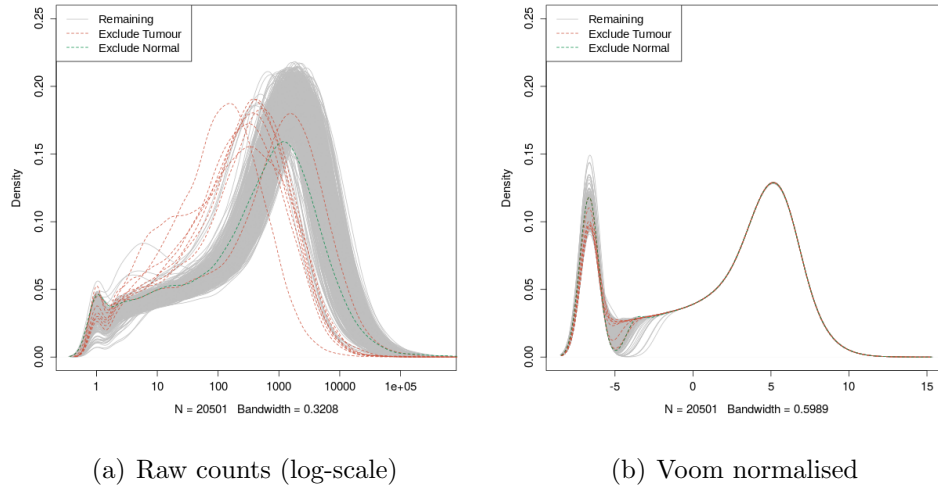 Remaining
Exclude Tumour
Exclude Normal
Density
0.00
0.05
0.10
0.15
0.20
0.25
1
10
100
1000
10000
1e+05
N = 20501 Bandwidth = 0.3208
(a) Raw counts (log-scale)
Remaining
Exclude Tumour
Exclude Normal
Density
0.00
0.05
0.10
0.15
0.20
0.25
-5
0
5
10
15
N = 20501 Bandwidth = 0.5989
(b) Voom normalised